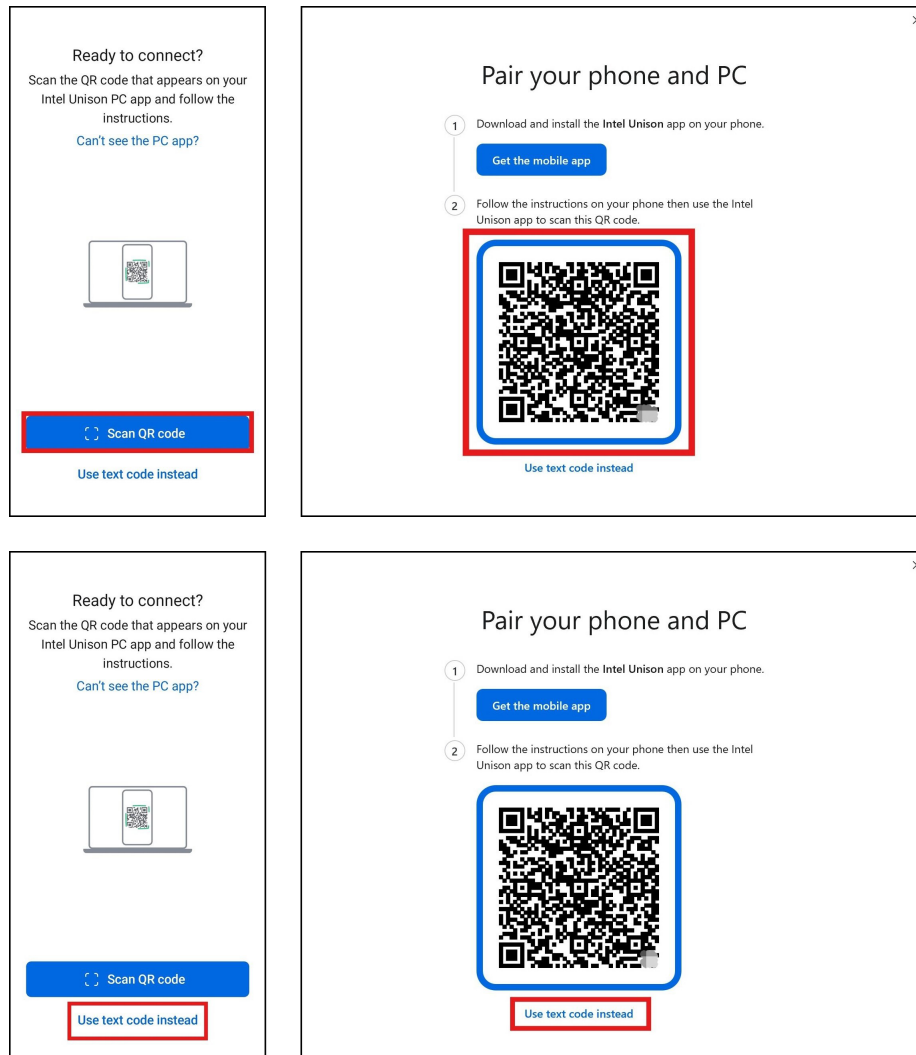 Ready to connect?
Scan the QR code that appears on your
Intel Unison PC app and follow the
instructions.
Can't see the PC app?
Scan QR code
Use text code instead
Pair your phone and PC
1 Download and install the Intel Unison app on your phone.
Get the mobile app
2 Follow the instructions on your phone then use the Intel
Unison app to scan this QR code.
Use text code instead
Ready to connect?
Scan the QR code that appears on your
Intel Unison PC app and follow the
instructions.
Can't see the PC app?
Scan QR code
Use text code instead
Pair your phone and PC
1 Download and install the Intel Unison app on your phone.
Get the mobile app
2 Follow the instructions on your phone then use the Intel
Unison app to scan this QR code.
Use text code instead